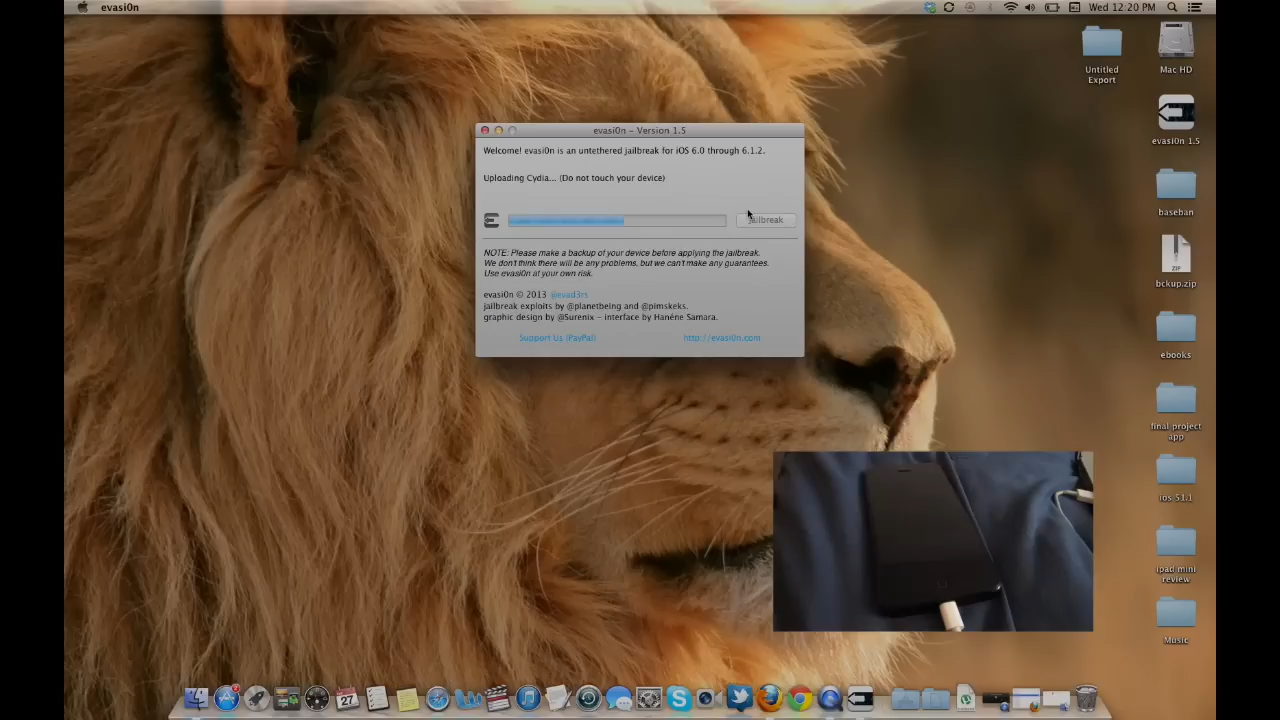 evasi0n
Wed 12:20 PM
Untitled
Export
Mac HD
evasi0n 1.5
baseban
ZIP
bckup.zip
ebooks
final project
app
ios 51.1
ipad mini
review
Music
evasi0n – Version 1.5
Welcome! evasi0n is an untethered jailbreak for iOS 6.0 through 6.1.2.
Uploading Cydia... (Do not touch your device)
Jailbreak
NOTE: Please make a backup of your device before applying the jailbreak.
We don't think there will be any problems, but we can't make any guarantees.
Use evasi0n at your own risk.
evasi0n © 2013 @evad3rs
jailbreak exploits by @planetbeing and @pimskeks.
graphic design by @Surenix – interface by Hanéne Samara.
Support Us (PayPal)
http://evasi0n.com
27